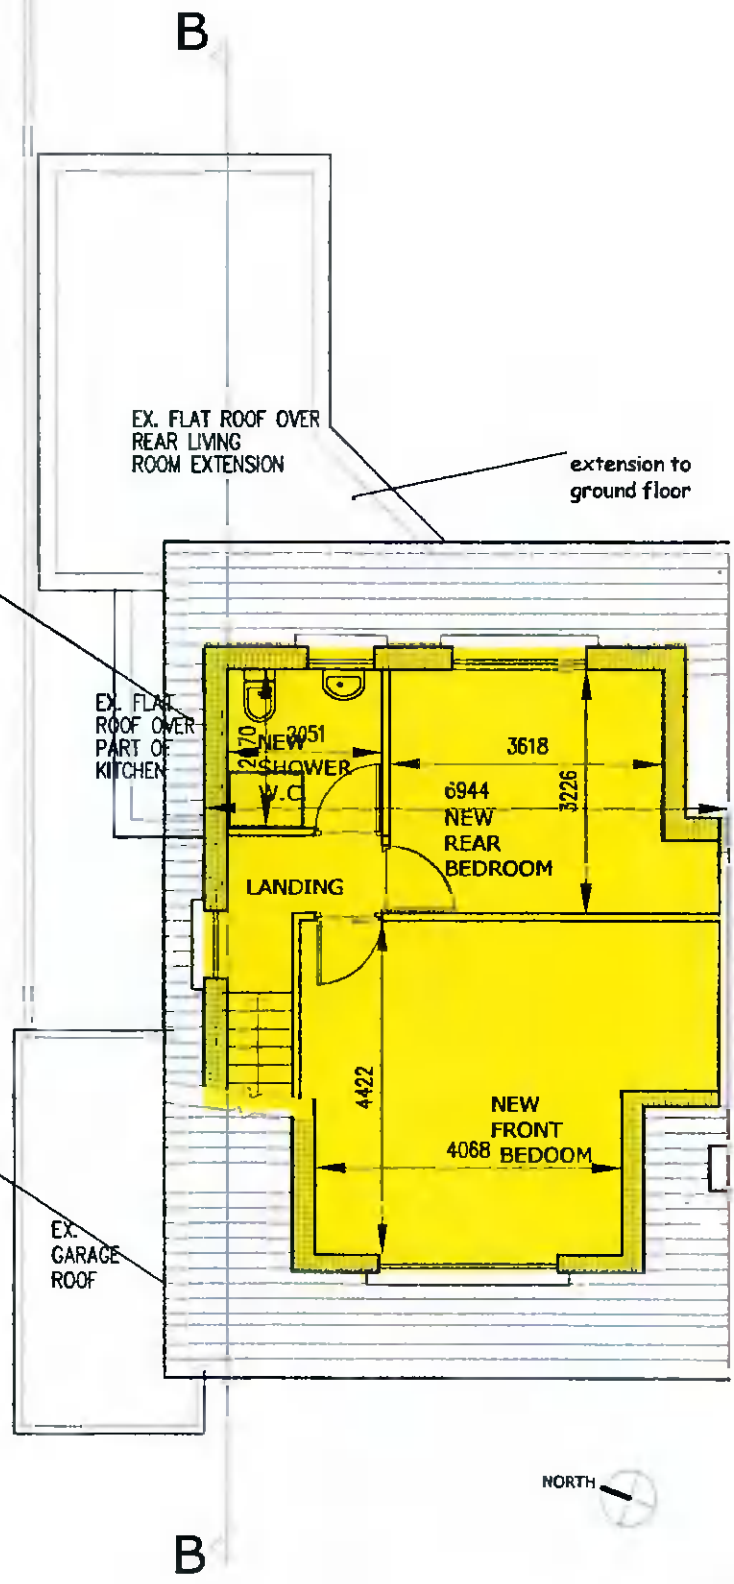 B
EX. FLAT ROOF OVER
REAR LIVING
ROOM EXTENSION
extension to
ground floor
EX. FLAT
ROOF OVER
PART OF
KITCHEN
2051
NEW
SHOWER
W.C
3618
3226
6944
NEW
REAR
BEDROOM
LANDING
4422
NEW
FRONT
4068 BEDOOM
EX.
GARAGE
ROOF
NORTH
B